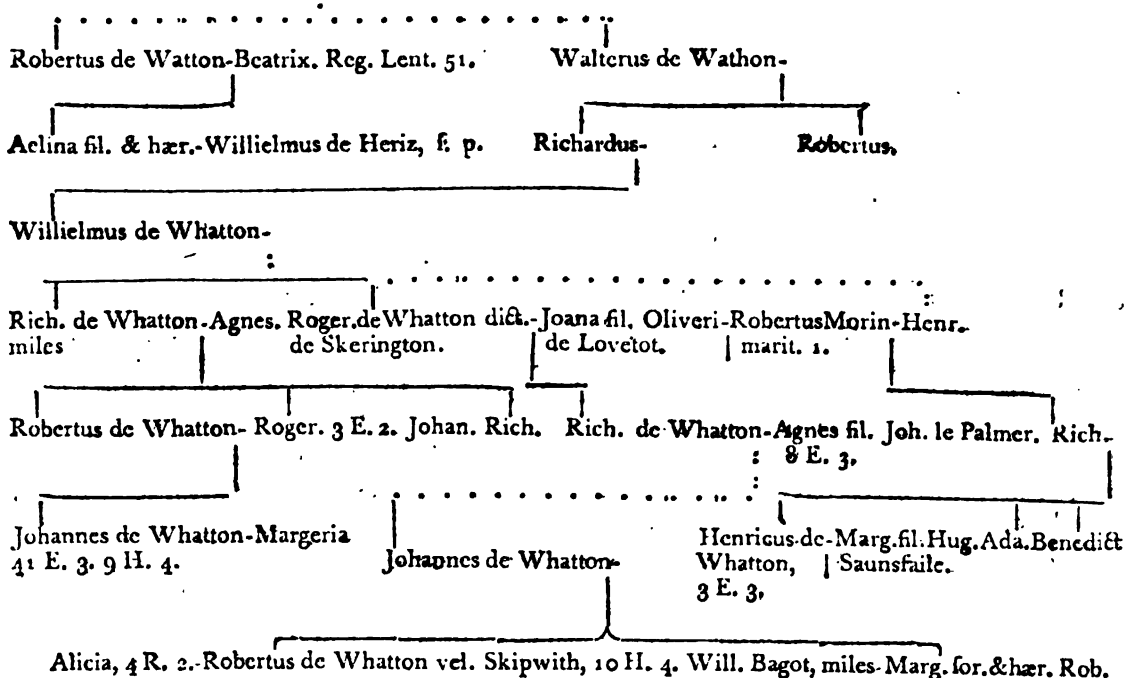 Robertus de Watton-Beatrix. Reg. Lent. 51. Walterus de Wathon-
Aelina fil. & hær.-Willielmus de Heriz, ſ. p. Richardus- Robertus.
Willielmus de Whatton-
Rich. de Whatton-Agnes. Roger.de Whatton dict.-Joana fil. Oliveri-Robertus Morin-Henr.
miles de Skerington. de Lovetot. marit. 1.
Robertus de Whatton- Roger. 3 E. 2. Johan. Rich. Rich. de Whatton-Agnes fil. Joh. le Palmer. Rich.-
8 E. 3.
Johannes de Whatton-Margeria Johannes de Whatton- Henricus-de-Marg.fil.Hug.Ada.Benedict
41 E. 3. 9 H. 4. Whatton, Saunsfaile.
3 E. 3.
Alicia, 4 R. 2.-Robertus de Whatton vel. Skipwith, 10 H. 4. Will. Bagot, miles-Marg. ſor.&hær. Rob.